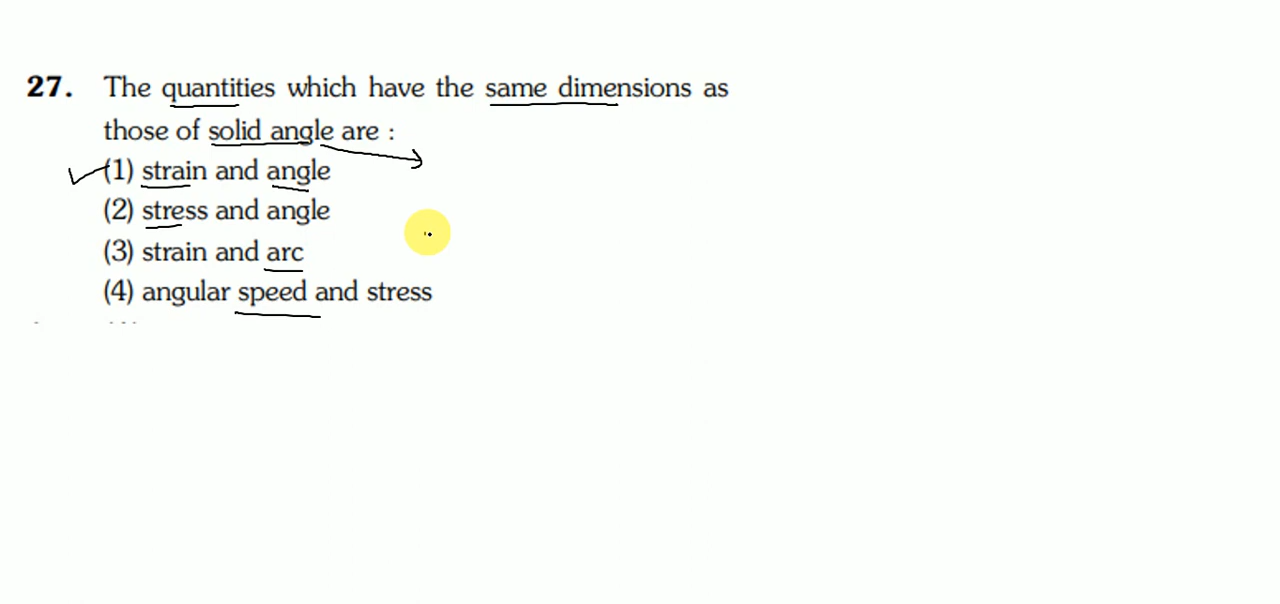 27. The quantities which have the same dimensions as
those of solid angle are :
(1) strain and angle
(2) stress and angle
(3) strain and arc
(4) angular speed and stress